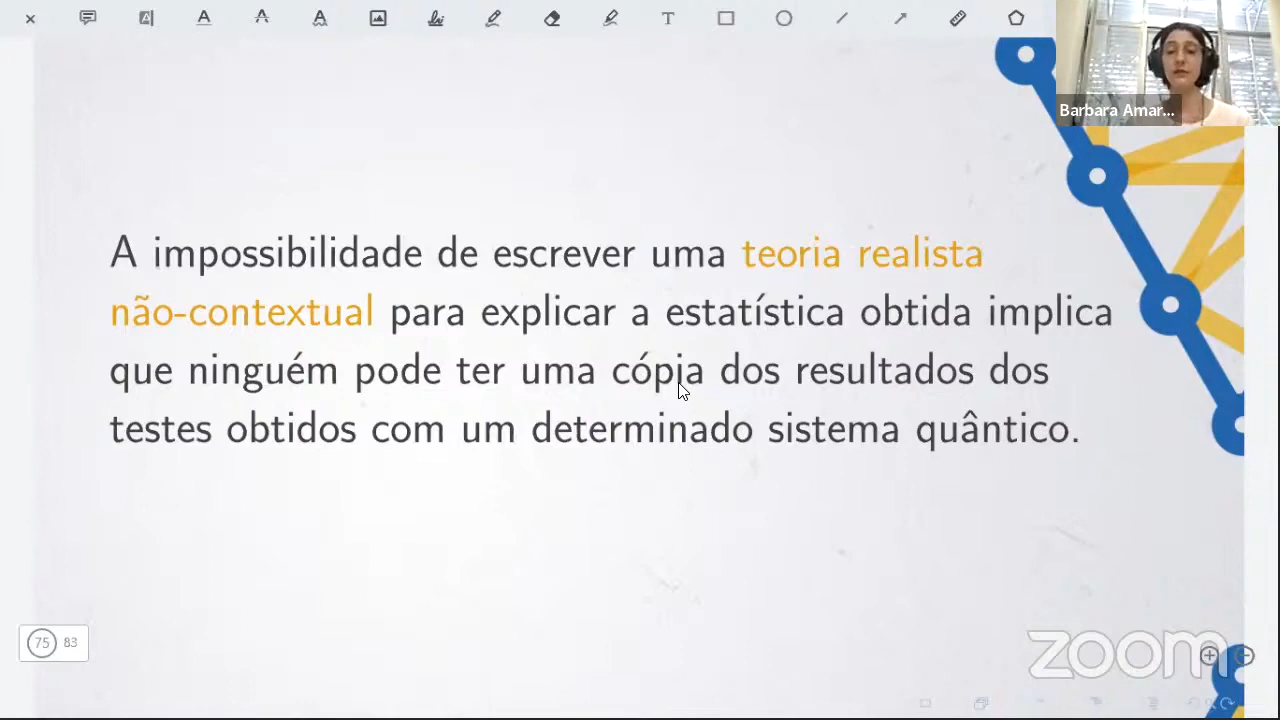 Barbara Amar...
A impossibilidade de escrever uma teoria realista
não-contextual para explicar a estatística obtida implica
que ninguém pode ter uma cópia dos resultados dos
testes obtidos com um determinado sistema quântico.
75 83
zoom